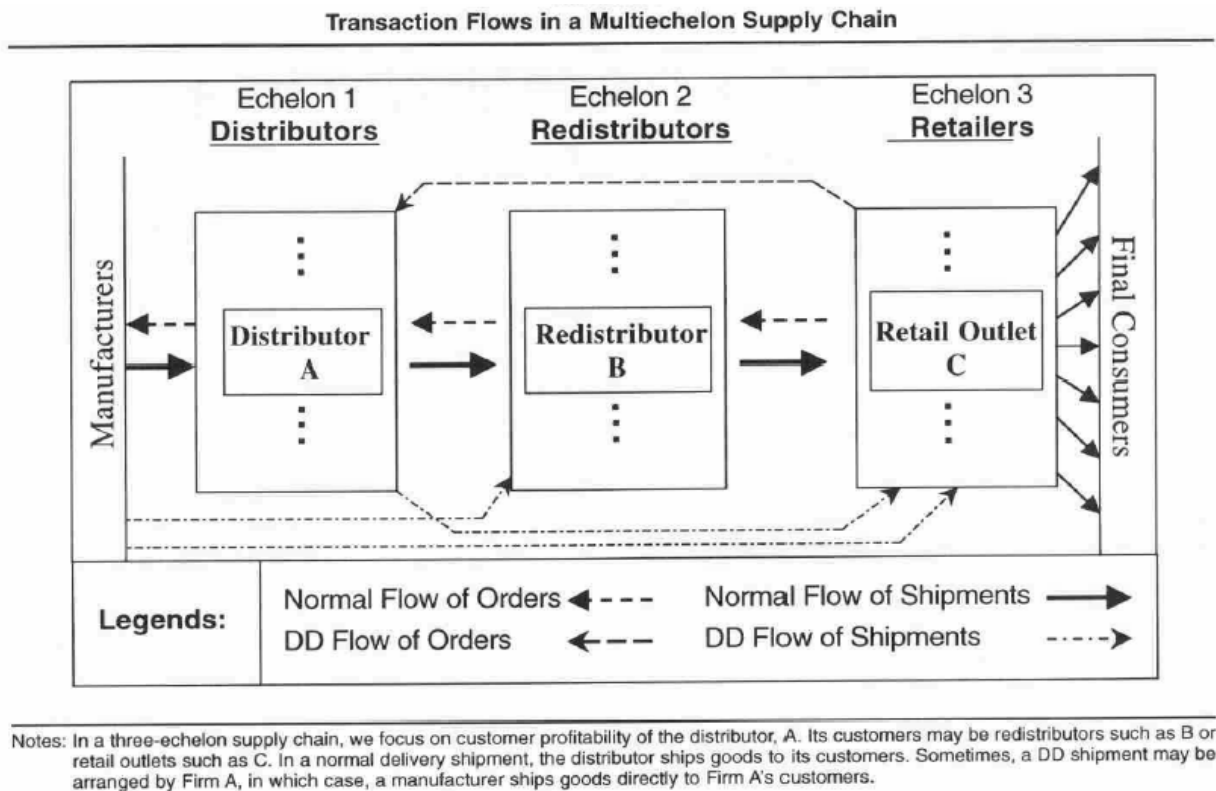 Transaction Flows in a Multiechelon Supply Chain
Echelon 1
Distributors
Echelon 2
Redistributors
Echelon 3
Retailers
Manufacturers
Distributor
A
Redistributor
B
Retail Outlet
C
Final Consumers
Legends:
Normal Flow of Orders
Normal Flow of Shipments
DD Flow of Orders
DD Flow of Shipments
Notes: In a three-echelon supply chain, we focus on customer profitability of the distributor, A. Its customers may be redistributors such as B or
retail outlets such as C. In a normal delivery shipment, the distributor ships goods to its customers. Sometimes, a DD shipment may be
arranged by Firm A, in which case, a manufacturer ships goods directly to Firm A's customers.